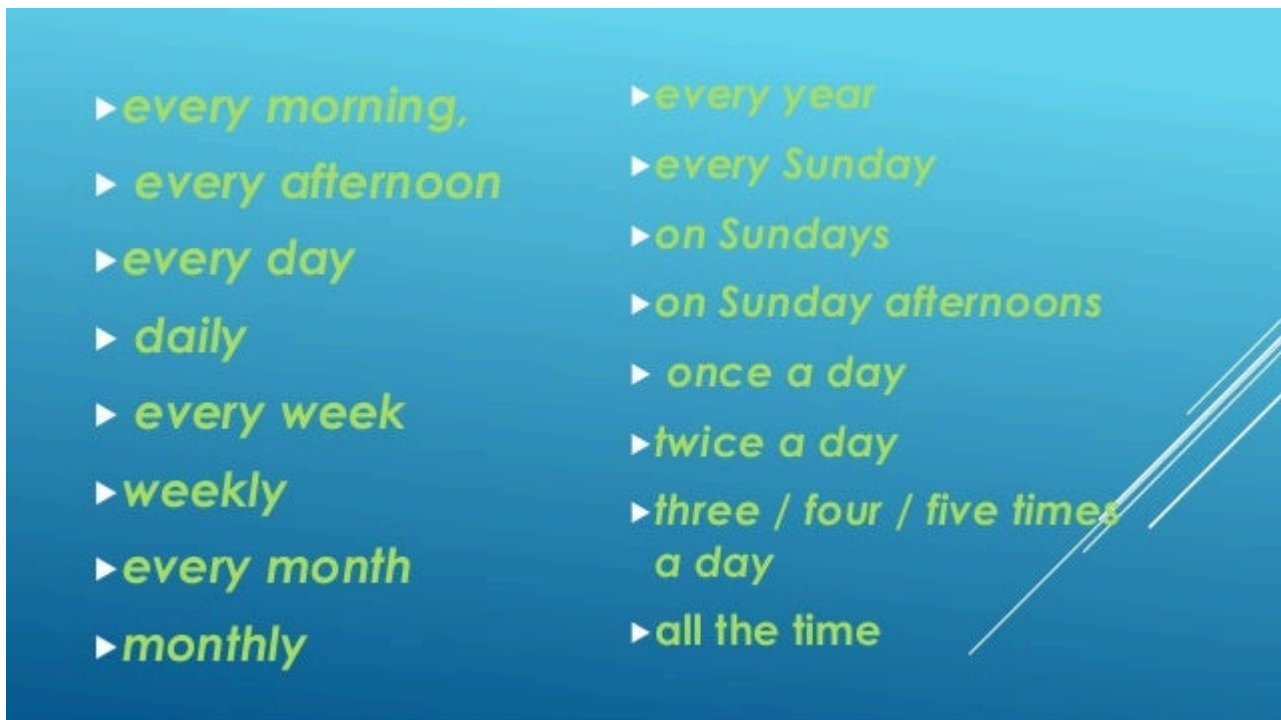 every morning,
every afternoon
every day
daily
every week
weekly
every month
monthly
every year
every Sunday
on Sundays
on Sunday afternoons
once a day
twice a day
three / four / five times
a day
all the time